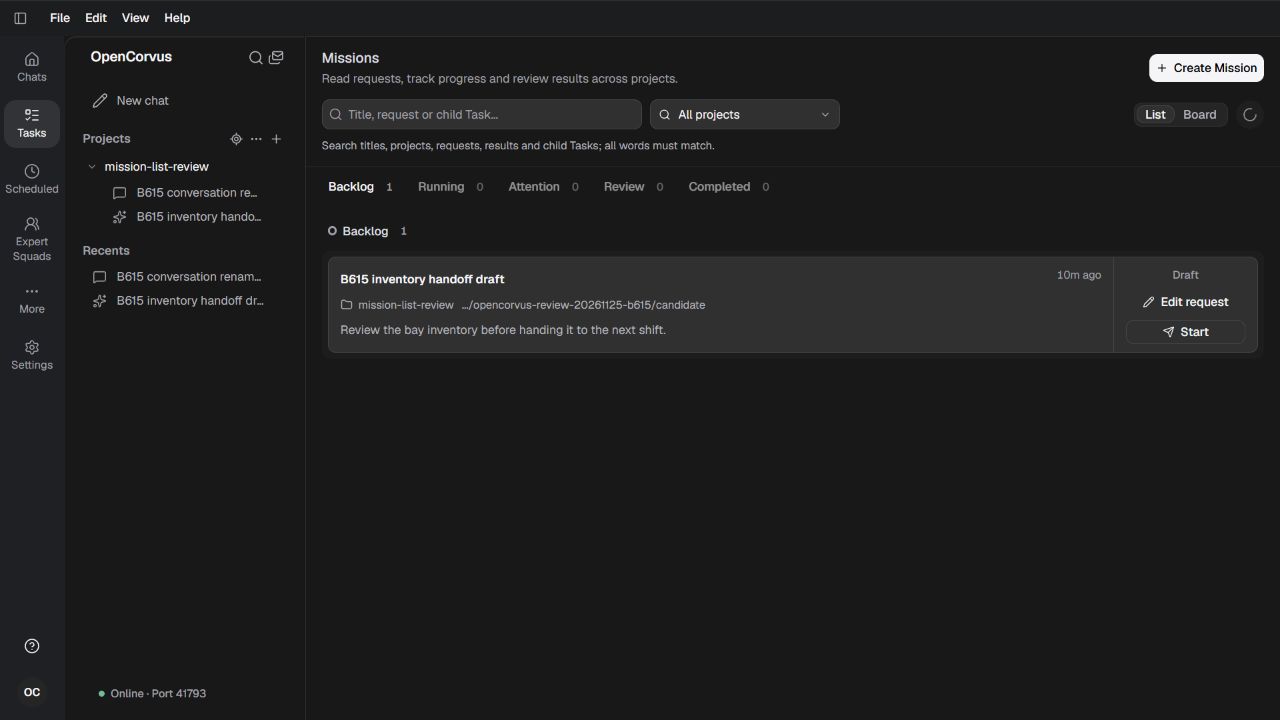 File Edit View Help
Chats
Tasks
Scheduled
Expert
Squads
More
Settings
OC
OpenCorvus
New chat
Projects
mission-list-review
B615 conversation re...
B615 inventory hando...
Recents
B615 conversation renam...
B615 inventory handoff dr...
Online · Port 41793
Missions
Read requests, track progress and review results across projects.
Create Mission
Title, request or child Task...
All projects
List Board
Search titles, projects, requests, results and child Tasks; all words must match.
Backlog 1 Running 0 Attention 0 Review 0 Completed 0
Backlog 1
B615 inventory handoff draft
10m ago
mission-list-review .../opencorvus-review-20261125-b615/candidate
Review the bay inventory before handing it to the next shift.
Draft
Edit request
Start